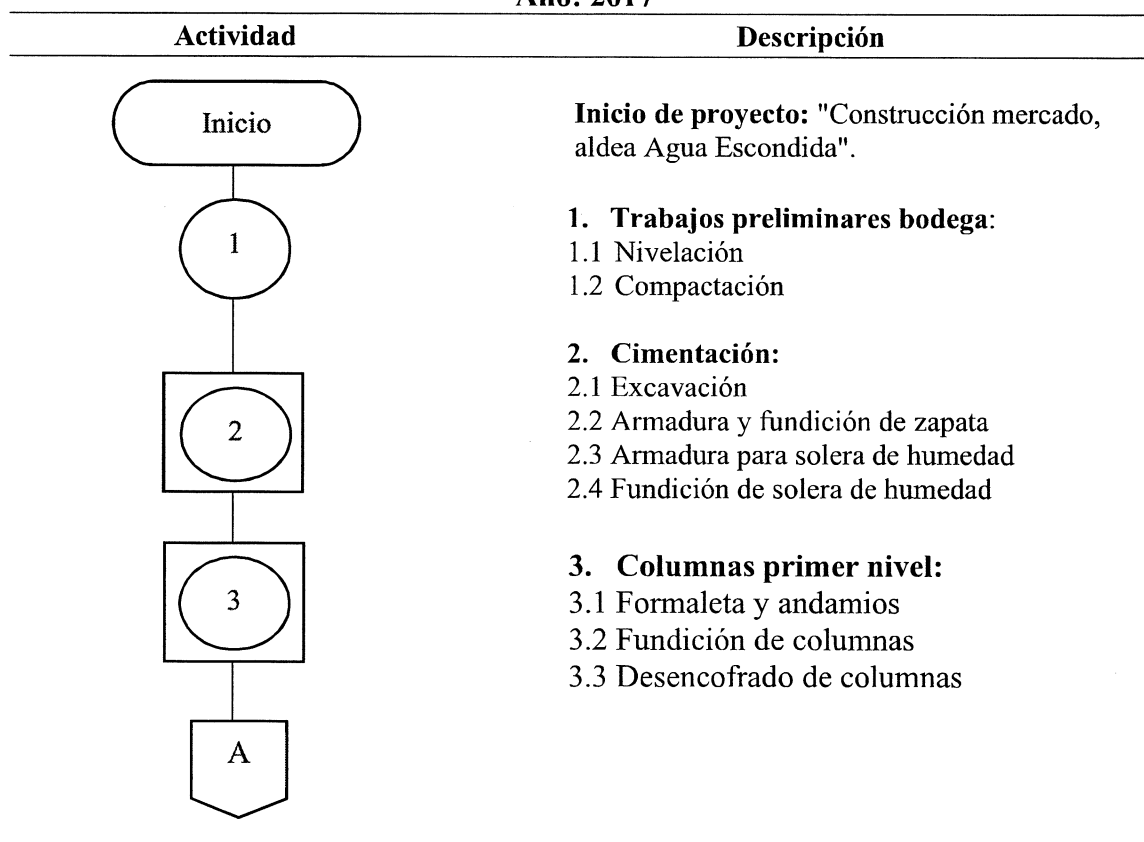 Año: 2017
Actividad
Descripción
Inicio
Inicio de proyecto: "Construcción mercado,
aldea Agua Escondida".
1
1. Trabajos preliminares bodega:
1.1 Nivelación
1.2 Compactación
2
2. Cimentación:
2.1 Excavación
2.2 Armadura y fundición de zapata
2.3 Armadura para solera de humedad
2.4 Fundición de solera de humedad
3
3. Columnas primer nivel:
3.1 Formaleta y andamios
3.2 Fundición de columnas
3.3 Desencofrado de columnas
A